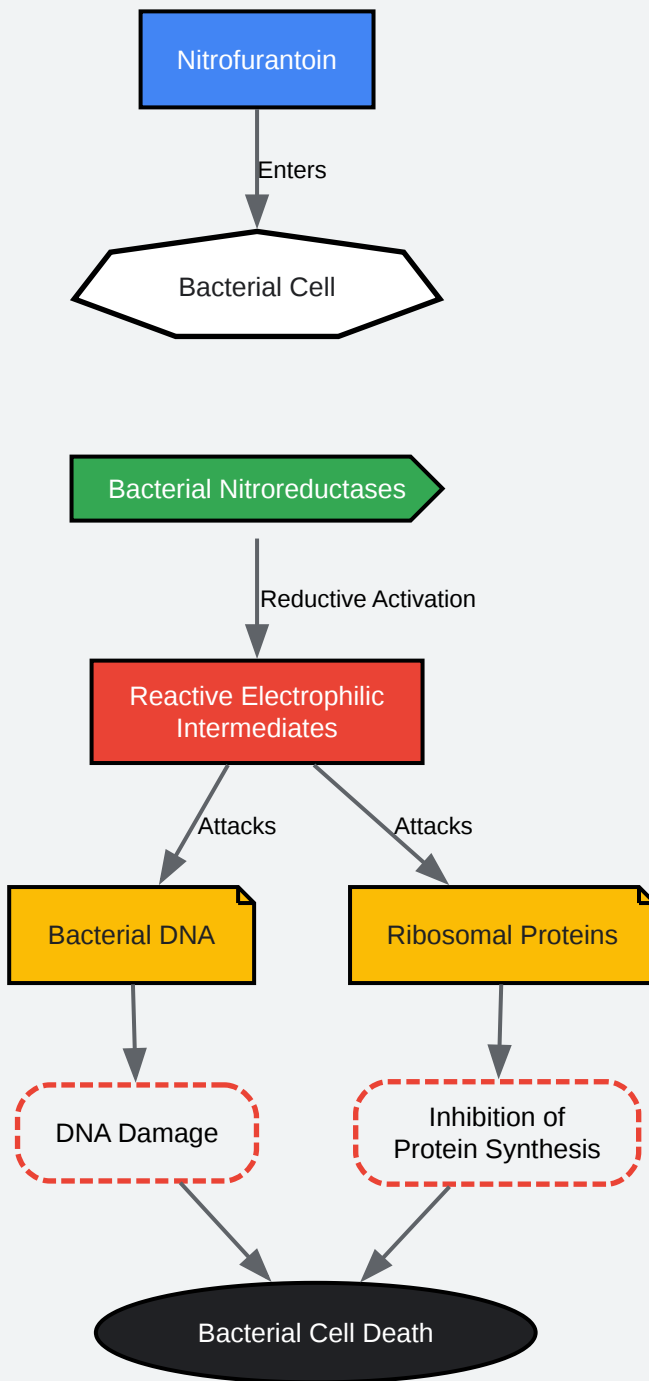 Nitrofurantoin
Enters
Bacterial Cell
Bacterial Nitroreductases
Reductive Activation
Reactive Electrophilic
Intermediates
Attacks
Attacks
Bacterial DNA
Ribosomal Proteins
DNA Damage
Inhibition of
Protein Synthesis
Bacterial Cell Death